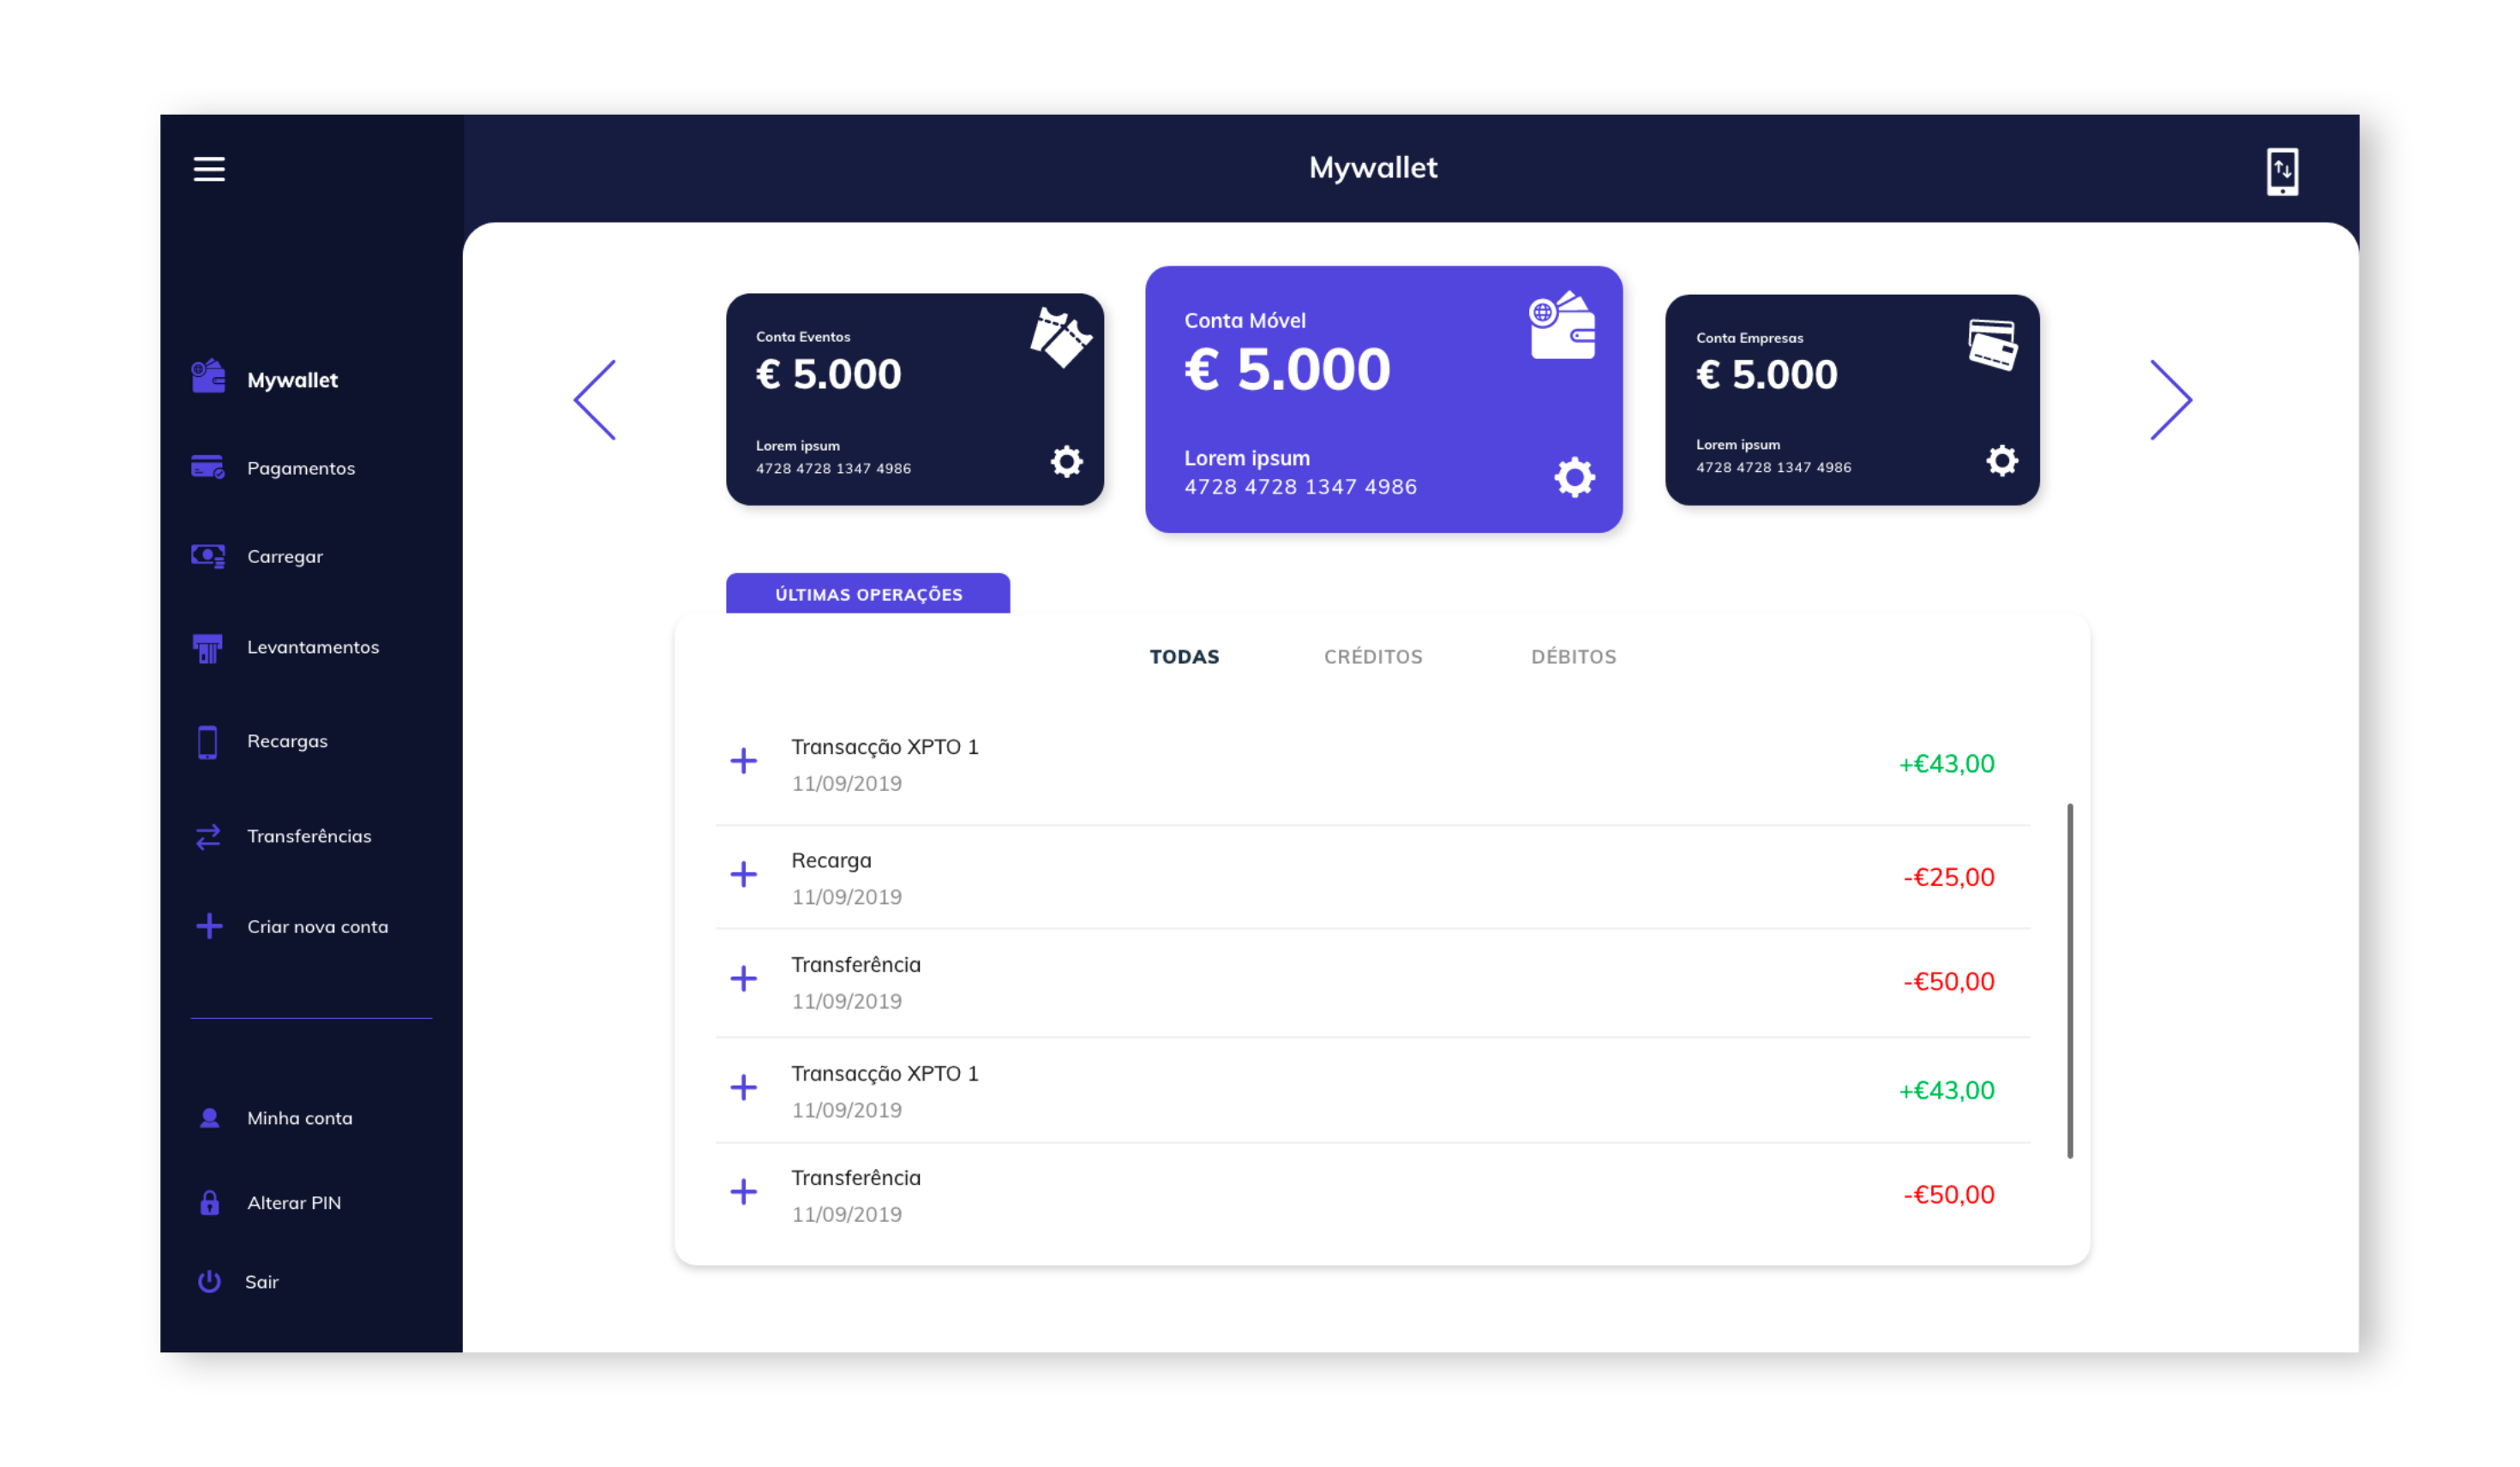 Mywallet
Mywallet
Pagamentos
Carregar
Levantamentos
Recargas
Transferências
Criar nova conta
Minha conta
Alterar PIN
Sair
Conta Eventos
€ 5.000
Lorem ipsum
4728 4728 1347 4986
Conta Móvel
€ 5.000
Lorem ipsum
4728 4728 1347 4986
Conta Empresas
€ 5.000
Lorem ipsum
4728 4728 1347 4986
ÚLTIMAS OPERAÇÕES
TODAS CRÉDITOS DÉBITOS
Transacção XPTO 1
11/09/2019
+€43,00
Recarga
11/09/2019
-€25,00
Transferência
11/09/2019
-€50,00
Transacção XPTO 1
11/09/2019
+€43,00
Transferência
11/09/2019
-€50,00